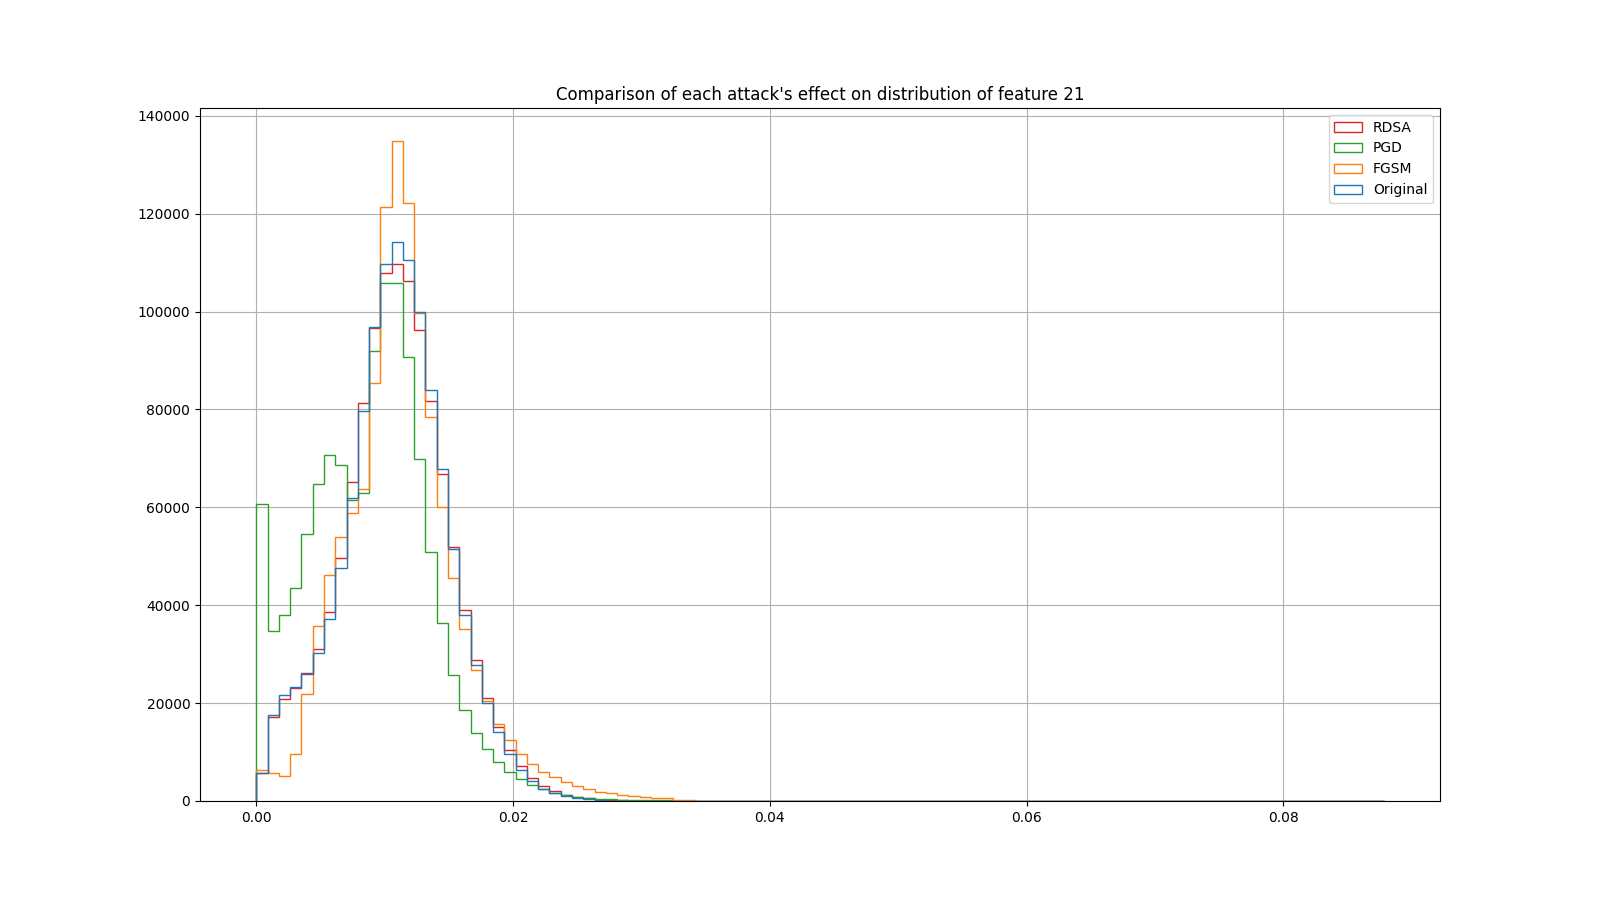 Comparison of each attack's effect on distribution of feature 21
140000
120000
100000
80000
60000
40000
20000
0
0.00
0.02
0.04
0.06
0.08
RDSA
PGD
FGSM
Original